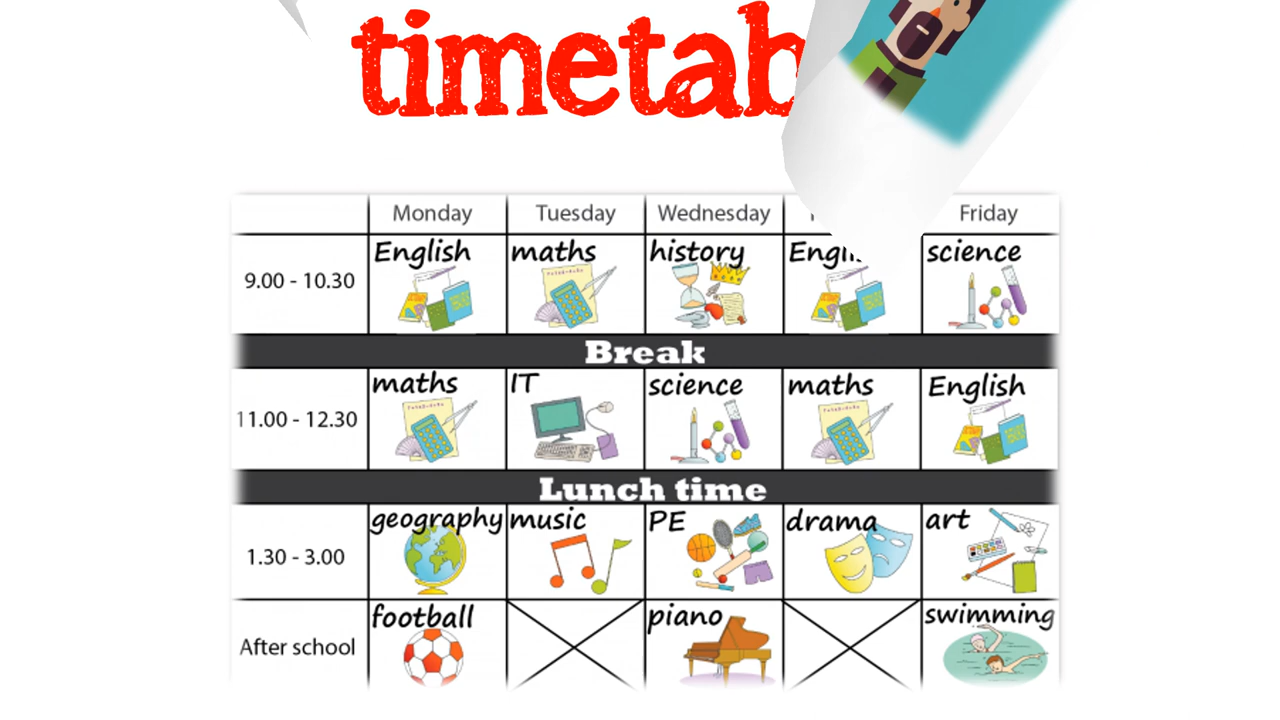 timetab
Monday Tuesday Wednesday Friday
9.00 - 10.30 English maths history Engli science
Break
11.00 - 12.30 maths IT science maths English
Lunch time
1.30 - 3.00 geography music PE drama art
After school football piano swimming